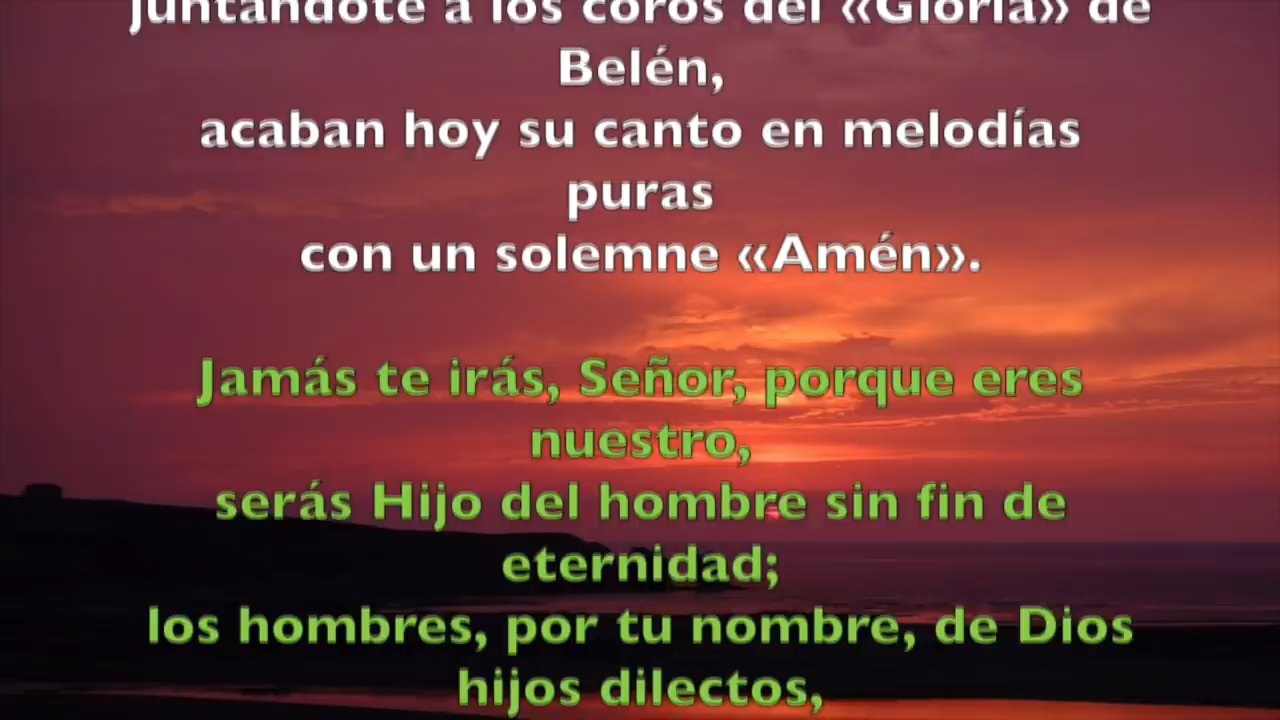 juntándote a los coros del «Gloria» de
Belén,
acaban hoy su canto en melodías
puras
con un solemne «Amén».
Jamás te irás, Señor, porque eres
nuestro,
serás Hijo del hombre sin fin de
eternidad;
los hombres, por tu nombre, de Dios
hijos dilectos,